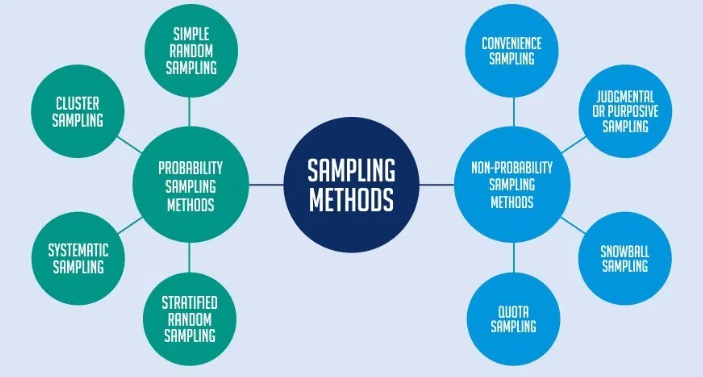 SIMPLE
RANDOM
SAMPLING
CLUSTER
SAMPLING
PROBABILITY
SAMPLING
METHODS
SYSTEMATIC
SAMPLING
STRATIFIED
RANDOM
SAMPLING
SAMPLING
METHODS
CONVENIENCE
SAMPLING
JUDGMENTAL
OR PURPOSIVE
SAMPLING
NON-PROBABILITY
SAMPLING
METHODS
SNOWBALL
SAMPLING
QUOTA
SAMPLING